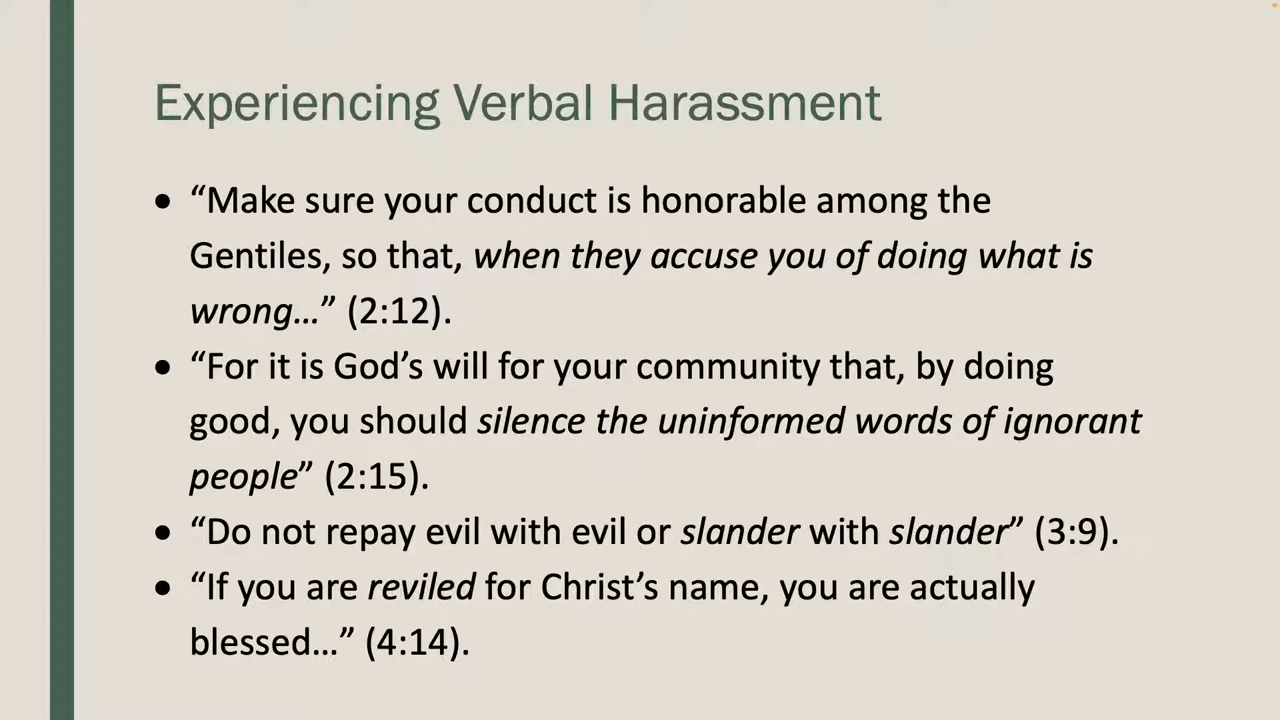 Experiencing Verbal Harassment
• “Make sure your conduct is honorable among the
Gentiles, so that, when they accuse you of doing what is
wrong…” (2:12).
• “For it is God’s will for your community that, by doing
good, you should silence the uninformed words of ignorant
people” (2:15).
• “Do not repay evil with evil or slander with slander” (3:9).
• “If you are reviled for Christ’s name, you are actually
blessed…” (4:14).